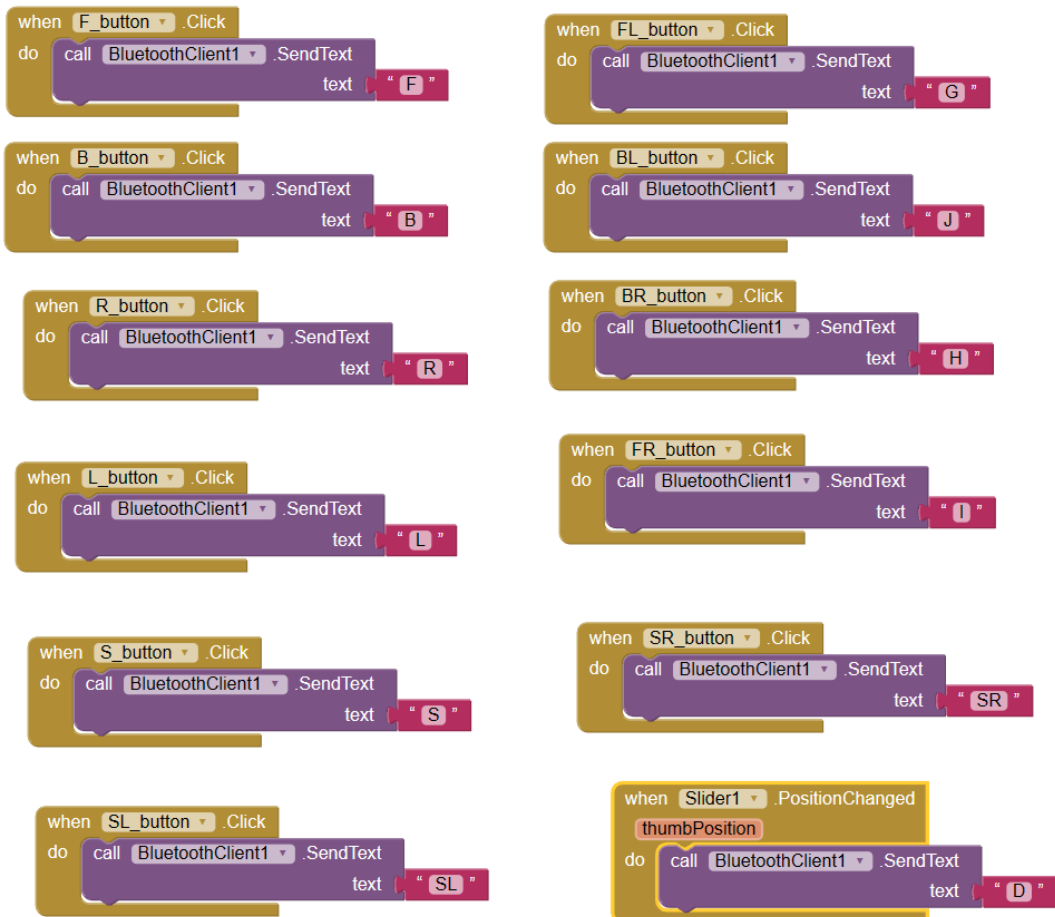 when F_button .Click
do call BluetoothClient1 .SendText
text " F "
when B_button .Click
do call BluetoothClient1 .SendText
text " B "
when R_button .Click
do call BluetoothClient1 .SendText
text " R "
when L_button .Click
do call BluetoothClient1 .SendText
text " L "
when S_button .Click
do call BluetoothClient1 .SendText
text " S "
when SL_button .Click
do call BluetoothClient1 .SendText
text " SL "
when FL_button .Click
do call BluetoothClient1 .SendText
text " G "
when BL_button .Click
do call BluetoothClient1 .SendText
text " J "
when BR_button .Click
do call BluetoothClient1 .SendText
text " H "
when FR_button .Click
do call BluetoothClient1 .SendText
text " I "
when SR_button .Click
do call BluetoothClient1 .SendText
text " SR "
when Slider1 .PositionChanged
thumbPosition
do call BluetoothClient1 .SendText
text " D "